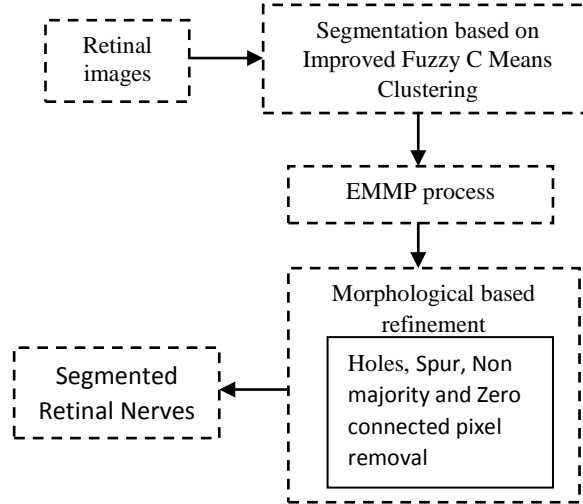 Retinal
images
Segmentation based on
Improved Fuzzy C Means
Clustering
EMMP process
Morphological based
refinement
Holes, Spur, Non
majority and Zero
connected pixel
removal
Segmented
Retinal Nerves